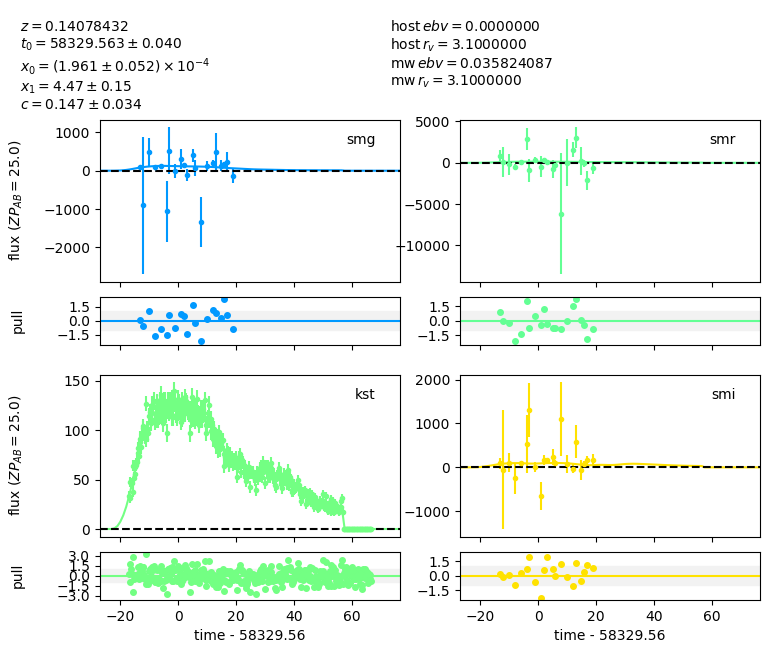 z = 0.14078432
t₀ = 58329.563 ± 0.040
x₀ = (1.961 ± 0.052) × 10⁻⁴
x₁ = 4.47 ± 0.15
c = 0.147 ± 0.034
host ebv = 0.0000000
host r_v = 3.1000000
mw ebv = 0.035824087
mw r_v = 3.1000000
flux (ZP_AB = 25.0)
1000
0
−1000
−2000
smg
5000
0
−5000
−10000
smr
pull
1.5
0.0
−1.5
1.5
0.0
−1.5
flux (ZP_AB = 25.0)
150
100
50
0
kst
2000
1000
0
−1000
smi
pull
3.0
1.5
0.0
−1.5
−3.0
1.5
0.0
−1.5
−20 0 20 40 60
time - 58329.56
−20 0 20 40 60
time - 58329.56